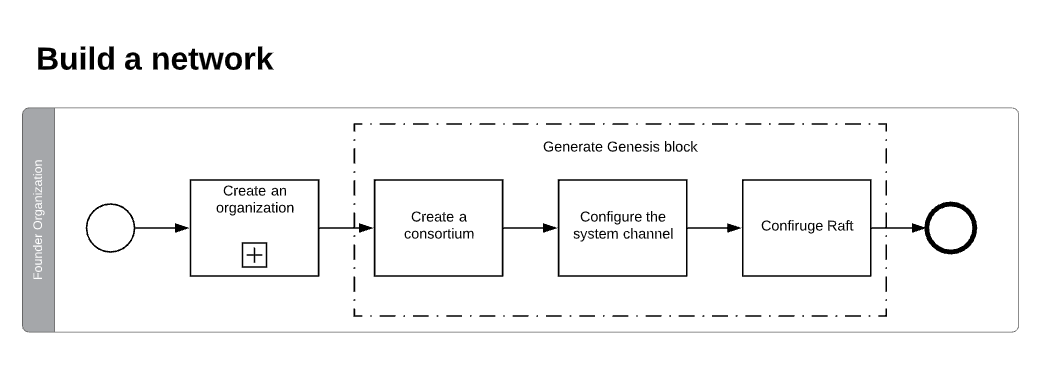 Build a network
Founder Organization
Generate Genesis block
Create an
organization
Create a
consortium
Configure the
system channel
Confiruge Raft